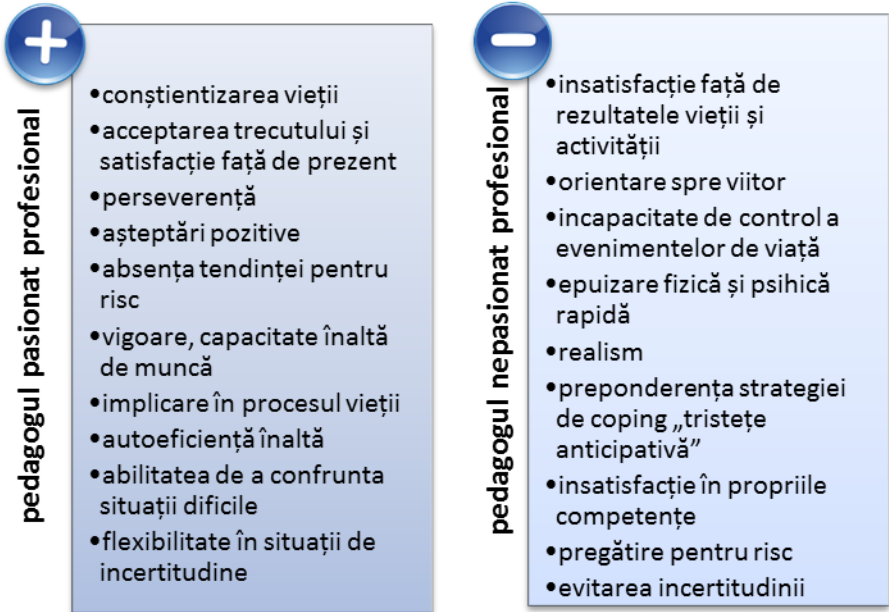 pedagogul pasionat profesional
•conștientizarea vieții
•acceptarea trecutului și
satisfacție față de prezent
•perseverență
•așteptări pozitive
•absența tendinței pentru
risc
•vigoare, capacitate înaltă
de muncă
•implicare în procesul vieții
•autoeficiență înaltă
•abilitatea de a confrunta
situații dificile
•flexibilitate în situații de
incertitudine
pedagogul nepasionat profesional
•insatisfacție față de
rezultatele vieții și
activității
•orientare spre viitor
•incapacitate de control a
evenimentelor de viață
•epuizare fizică și psihică
rapidă
•realism
•preponderența strategiei
de coping „tristețe
anticipativă”
•insatisfacție în propriile
competențe
•pregătire pentru risc
•evitarea incertitudinii